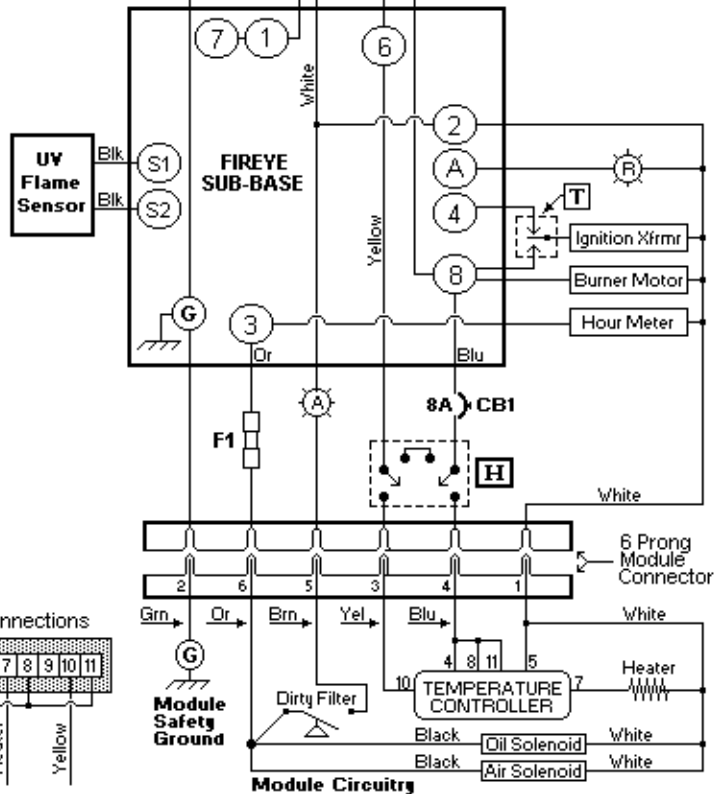 7 1
6
White
2
UV
Flame
Sensor
Blk
S1
FIREYE
SUB-BASE
A
R
Blk
S2
T
4
Ignition Xfrmr
Yellow
8
Burner Motor
G
3
Hour Meter
Or
Blu
A
8A CB1
F1
H
White
6 Prong
Module
Connector
2 6 5 3 4 1
nnections
Grn Or Brn Yel Blu White
7 8 9 10 11
G
4 8 11 5
Heater
10 TEMPERATURE 7
CONTROLLER
Module
Safety
Ground
Dirty Filter
Yellow
Black Oil Solenoid White
Black Air Solenoid White
Module Circuitry